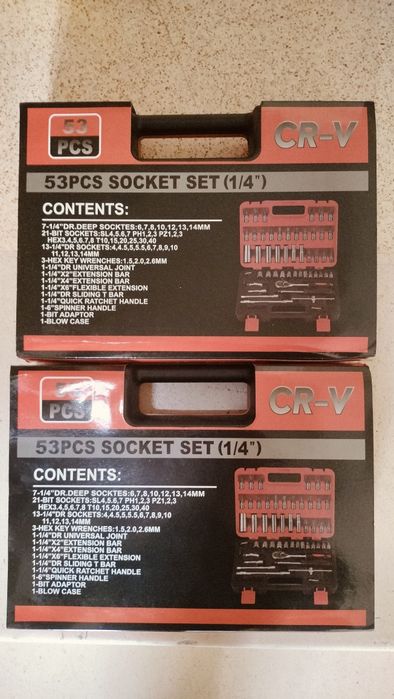 53
PCS
CR-V
53PCS SOCKET SET (1/4")
CONTENTS:
7-1/4"DR.DEEP SOCKTES:6,7,8,10,12,13,14MM
21-BIT SOCKETS:SL4,5,6,7 PH1,2,3 PZ1,2,3
HEX3,4,5,6,7,8 T10,15,20,25,30,40
13-1/4"DR SOCKETS:4,4.5,5,5.5,6,7,8,9,10
11,12,13,14MM
3-HEX KEY WRENCHES:1.5,2.0,2.6MM
1-1/4"DR UNIVERSAL JOINT
1-1/4"X2"EXTENSION BAR
1-1/4"X4"EXTENSION BAR
1-1/4"X6"FLEXIBLE EXTENSION
1-1/4"DR SLIDING T BAR
1-1/4"QUICK RATCHET HANDLE
1-6"SPINNER HANDLE
1-BIT ADAPTOR
1-BLOW CASE
53
PCS
CR-V
53PCS SOCKET SET (1/4")
CONTENTS:
7-1/4"DR.DEEP SOCKTES:6,7,8,10,12,13,14MM
21-BIT SOCKETS:SL4,5,6,7 PH1,2,3 PZ1,2,3
HEX3,4,5,6,7,8 T10,15,20,25,30,40
13-1/4"DR SOCKETS:4,4.5,5,5.5,6,7,8,9,10
11,12,13,14MM
3-HEX KEY WRENCHES:1.5,2.0,2.6MM
1-1/4"DR UNIVERSAL JOINT
1-1/4"X2"EXTENSION BAR
1-1/4"X4"EXTENSION BAR
1-1/4"X6"FLEXIBLE EXTENSION
1-1/4"DR SLIDING T BAR
1-1/4"QUICK RATCHET HANDLE
1-6"SPINNER HANDLE
1-BIT ADAPTOR
1-BLOW CASE